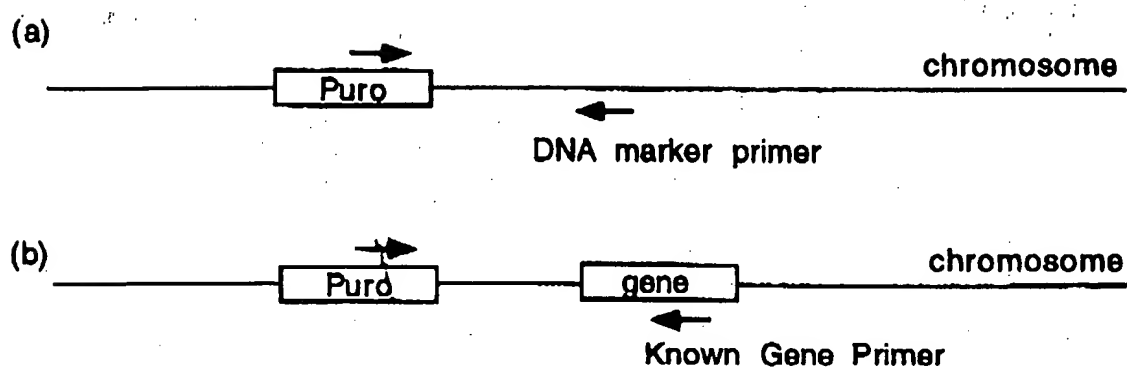 (a)
Puro
chromosome
DNA marker primer
(b)
Puro
gene
chromosome
Known Gene Primer